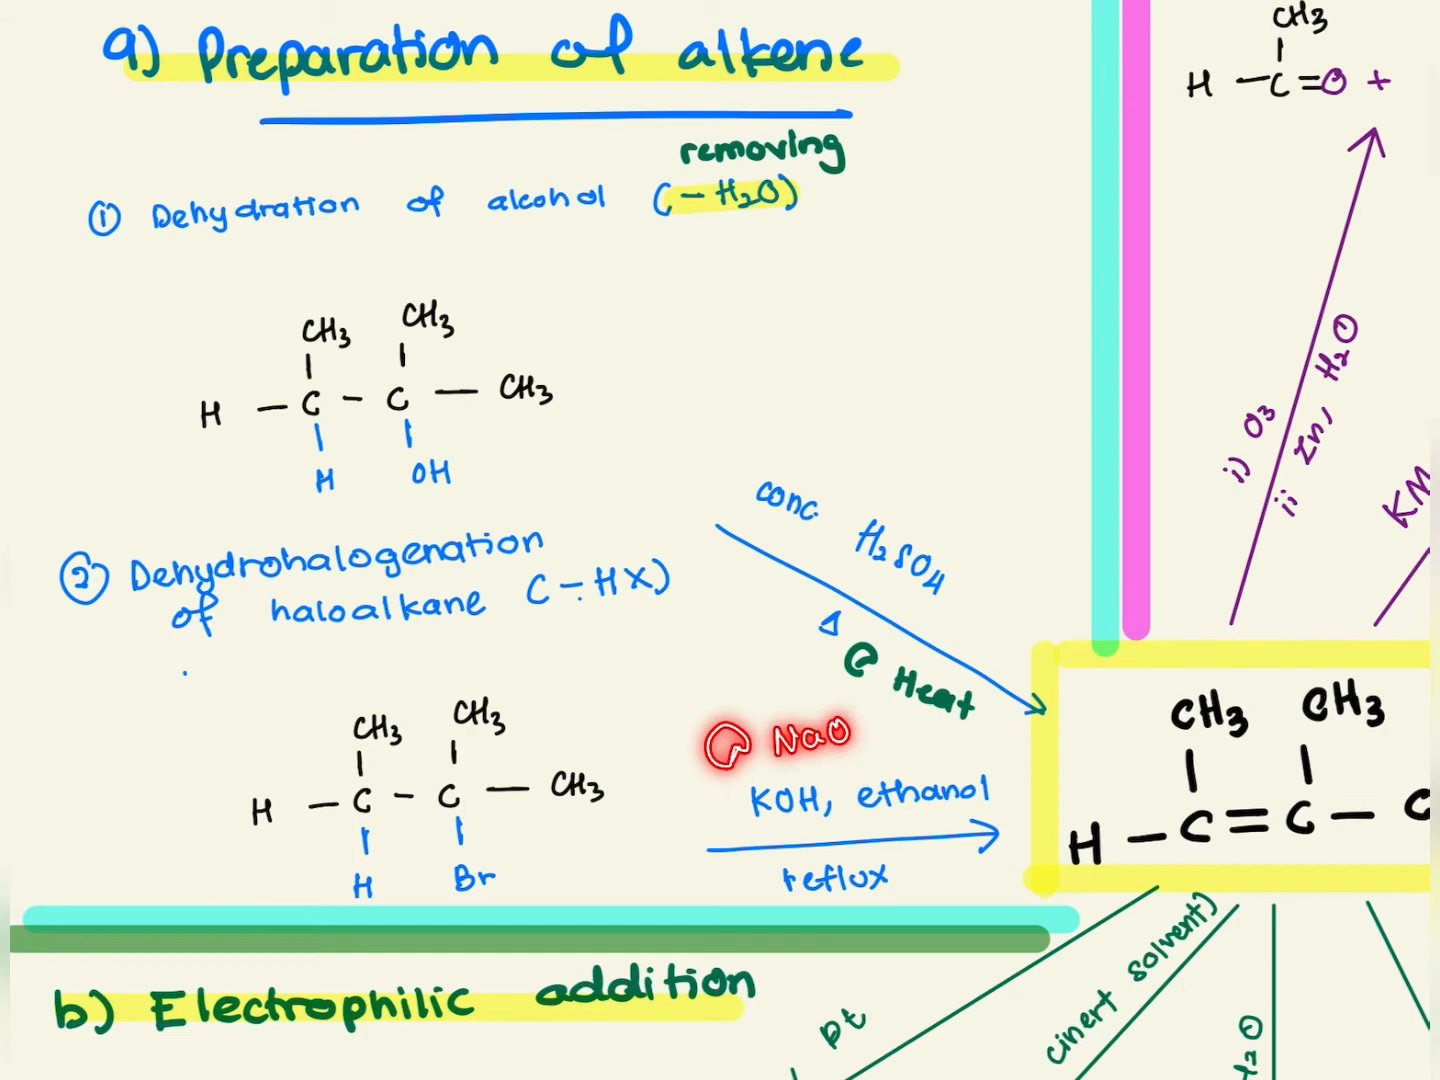 a) Preparation of alkene
removing
① Dehydration of alcohol (-H₂O)
CH₃ CH₃
H - C - C - CH₃
H OH
② Dehydrohalogenation
of haloalkane (-HX)
CH₃ CH₃
H - C - C - CH₃
H Br
conc. H₂SO₄
Δ
@ Heat
@ NaO
KOH, ethanol
reflux
CH₃
H - C = O +
i) O₃
ii Zn, H₂O
CH₃ CH₃
H - C = C - C
b) Electrophilic addition
pt
cinert solvent)